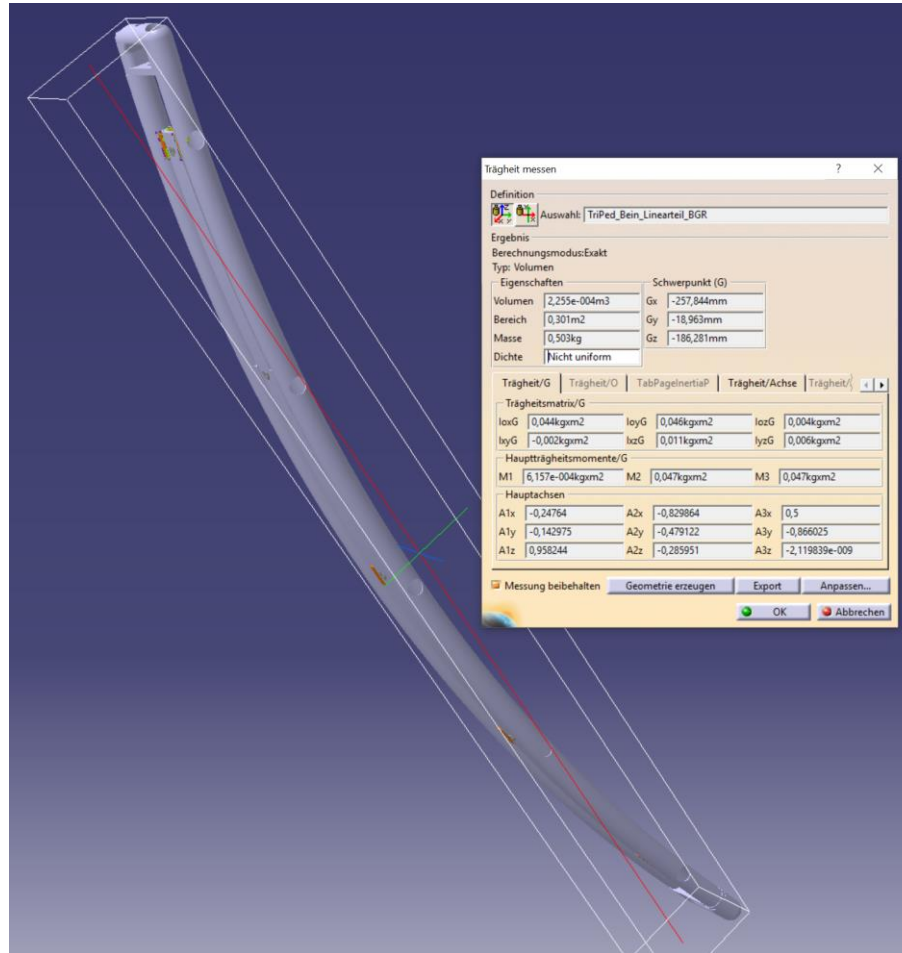 Trägheit messen ? ×
Definition
Auswahl: TriPed_Bein_Linearteil_BGR
Ergebnis
Berechnungsmodus:Exakt
Typ: Volumen
Eigenschaften Schwerpunkt (G)
Volumen 2,255e-004m3 Gx -257,844mm
Bereich 0,301m2 Gy -18,963mm
Masse 0,503kg Gz -186,281mm
Dichte Nicht uniform
Trägheit/G Trägheit/O TabPageInertiaP Trägheit/Achse Trägheit/
Trägheitsmatrix/G
IoxG 0,044kgxm2 IoyG 0,046kgxm2 IozG 0,004kgxm2
IxyG -0,002kgxm2 IxzG 0,011kgxm2 IyzG 0,006kgxm2
Hauptträgheitsmomente/G
M1 6,157e-004kgxm2 M2 0,047kgxm2 M3 0,047kgxm2
Hauptachsen
A1x -0,24764 A2x -0,829864 A3x 0,5
A1y -0,142975 A2y -0,479122 A3y -0,866025
A1z 0,958244 A2z -0,285951 A3z -2,119839e-009
Messung beibehalten Geometrie erzeugen Export Anpassen...
OK Abbrechen